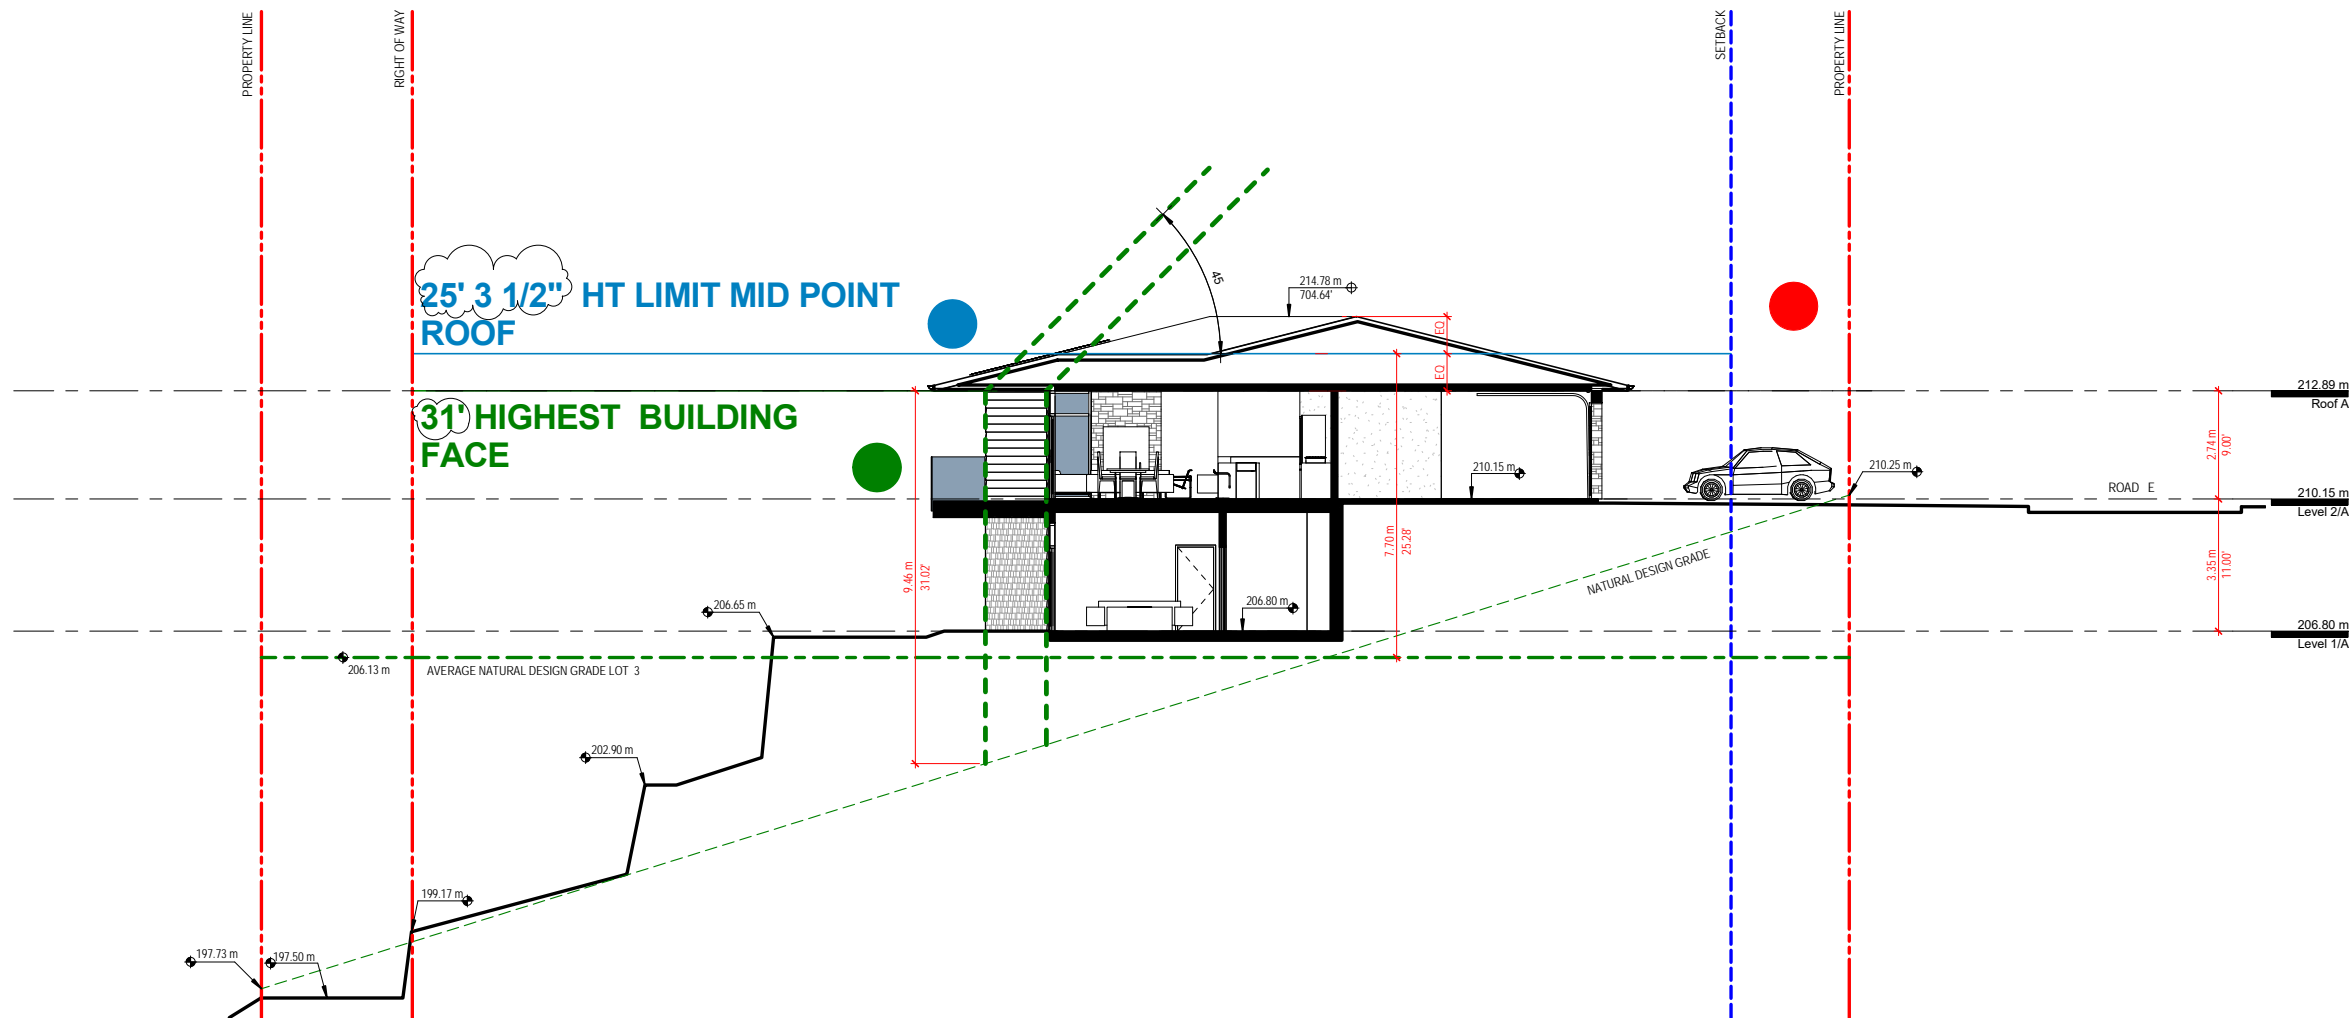 PROPERTY LINE
RIGHT OF WAY
SETBACK
PROPERTY LINE
25' 3 1/2" HT LIMIT MID POINT
ROOF
45
214.78 m
704.64'
EQ
EQ
31' HIGHEST BUILDING
FACE
212.89 m
Roof A
2.74 m
9.00'
210.15 m
210.25 m
ROAD E
210.15 m
Level 2/A
7.70 m
25.28'
9.46 m
31.02'
NATURAL DESIGN GRADE
3.35 m
11.00'
206.65 m
206.80 m
206.80 m
Level 1/A
206.13 m
AVERAGE NATURAL DESIGN GRADE LOT 3
202.90 m
199.17 m
197.73 m
197.50 m